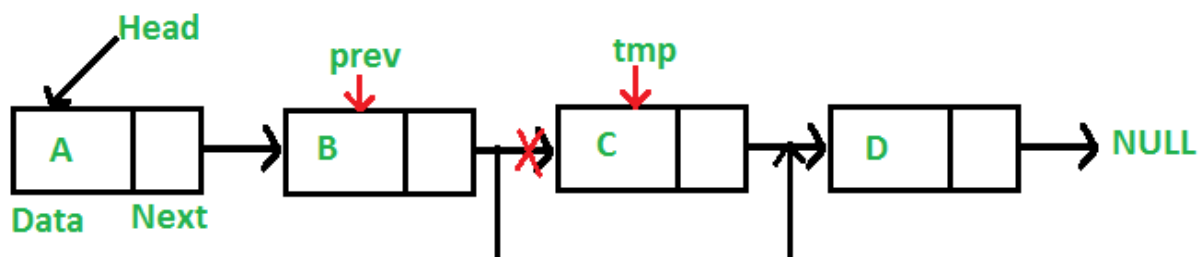 Head
prev
tmp
A
B
C
D
NULL
Data
Next